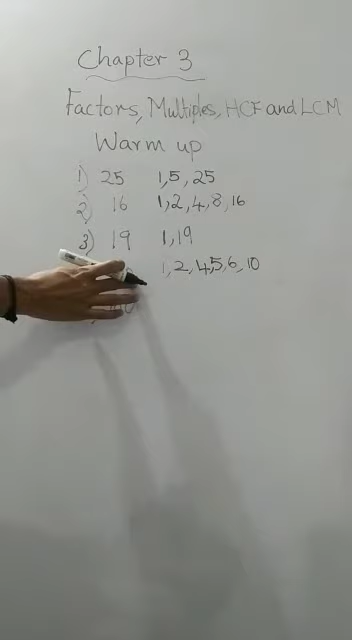 Chapter 3
Factors, Multiples, HCF and LCM
Warm up
1) 25 1, 5, 25
2) 16 1, 2, 4, 8, 16
3) 19 1, 19
1, 2, 4, 5, 6, 10